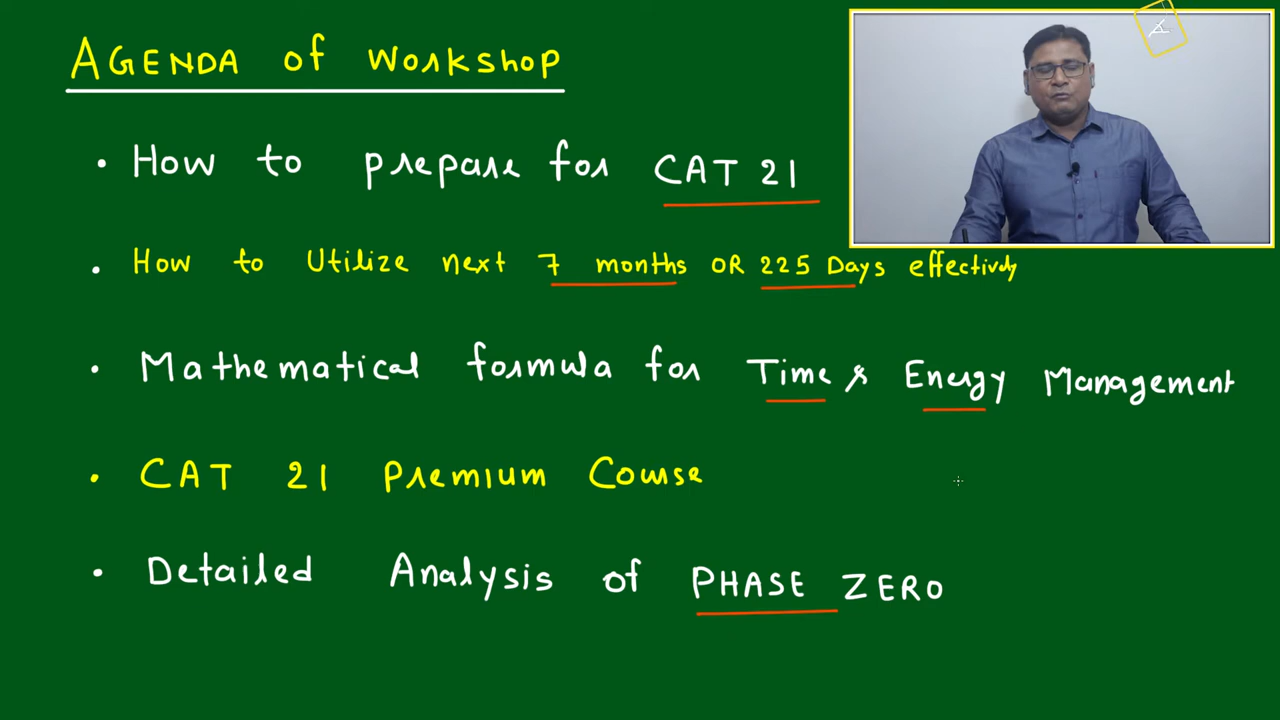 AGENDA of Workshop
• How to prepare for CAT 21
• How to Utilize next 7 months OR 225 Days effectively
• Mathematical formula for Time & Energy Management
• CAT 21 Premium Course
• Detailed Analysis of PHASE ZERO